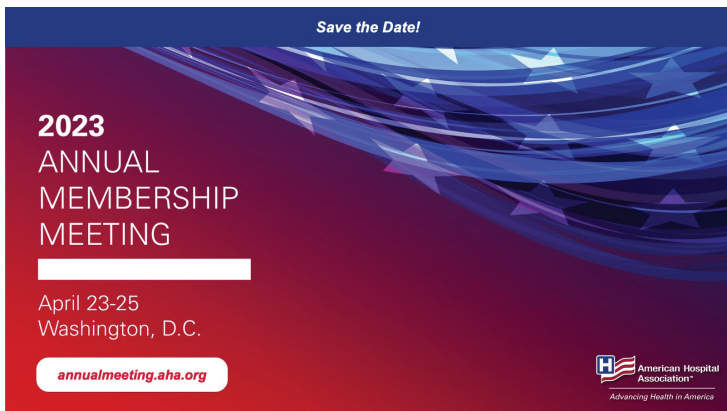 Save the Date!
2023
ANNUAL
MEMBERSHIP
MEETING
April 23-25
Washington, D.C.
annualmeeting.aha.org
H
American Hospital
Association™
Advancing Health in America